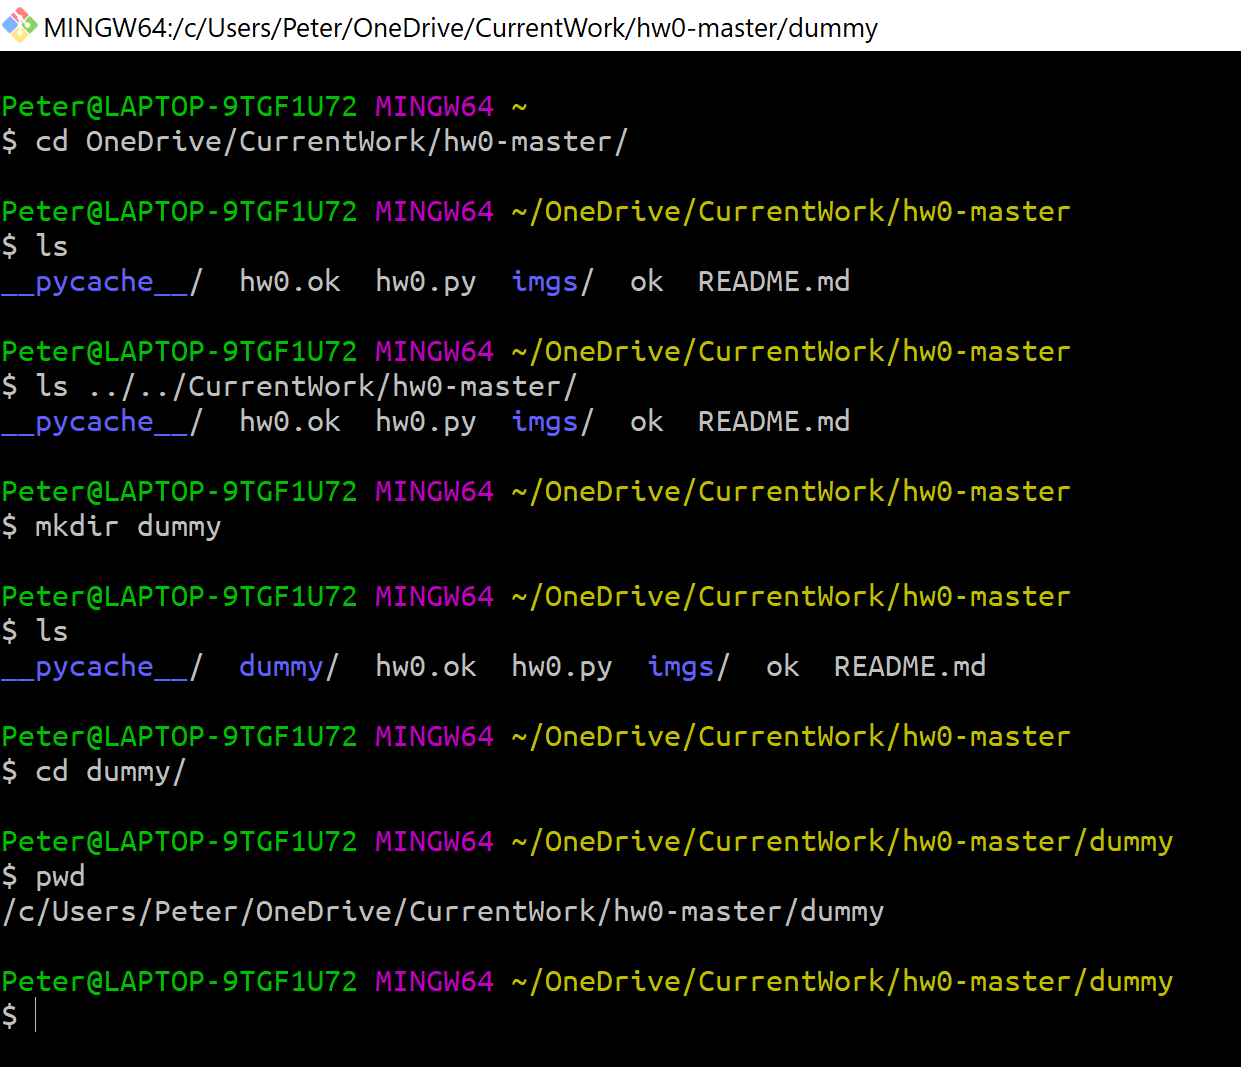 MINGW64:/c/Users/Peter/OneDrive/CurrentWork/hw0-master/dummy
Peter@LAPTOP-9TGF1U72 MINGW64 ~
$ cd OneDrive/CurrentWork/hw0-master/
Peter@LAPTOP-9TGF1U72 MINGW64 ~/OneDrive/CurrentWork/hw0-master
$ ls
__pycache__/  hw0.ok  hw0.py  imgs/  ok  README.md
Peter@LAPTOP-9TGF1U72 MINGW64 ~/OneDrive/CurrentWork/hw0-master
$ ls ../../CurrentWork/hw0-master/
__pycache__/  hw0.ok  hw0.py  imgs/  ok  README.md
Peter@LAPTOP-9TGF1U72 MINGW64 ~/OneDrive/CurrentWork/hw0-master
$ mkdir dummy
Peter@LAPTOP-9TGF1U72 MINGW64 ~/OneDrive/CurrentWork/hw0-master
$ ls
__pycache__/  dummy/  hw0.ok  hw0.py  imgs/  ok  README.md
Peter@LAPTOP-9TGF1U72 MINGW64 ~/OneDrive/CurrentWork/hw0-master
$ cd dummy/
Peter@LAPTOP-9TGF1U72 MINGW64 ~/OneDrive/CurrentWork/hw0-master/dummy
$ pwd
/c/Users/Peter/OneDrive/CurrentWork/hw0-master/dummy
Peter@LAPTOP-9TGF1U72 MINGW64 ~/OneDrive/CurrentWork/hw0-master/dummy
$